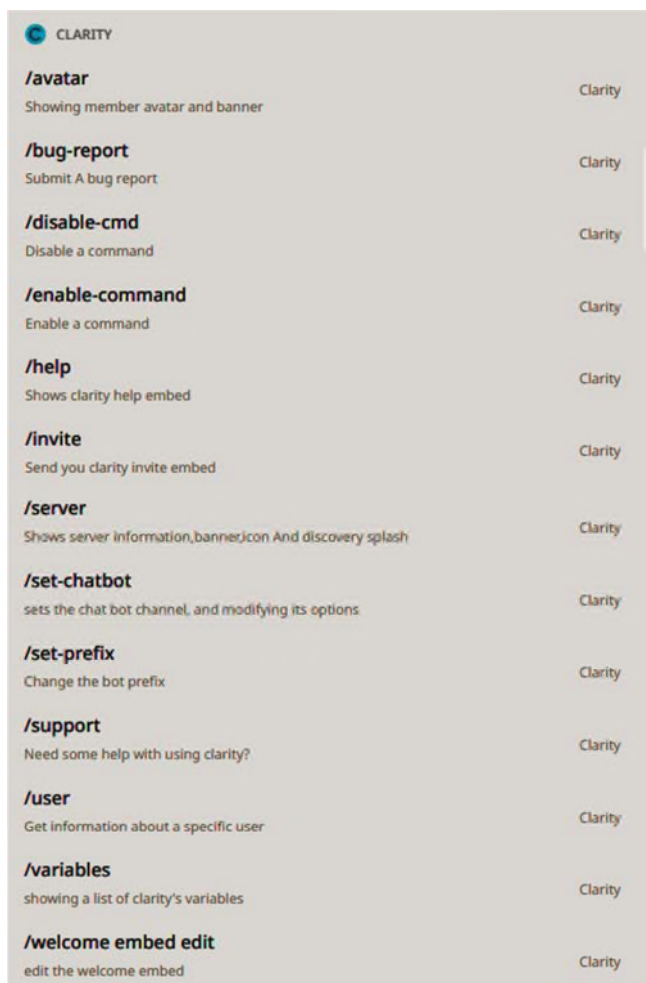 CLARITY
/avatar
Showing member avatar and banner
Clarity
/bug-report
Submit A bug report
Clarity
/disable-cmd
Disable a command
Clarity
/enable-command
Enable a command
Clarity
/help
Shows clarity help embed
Clarity
/invite
Send you clarity invite embed
Clarity
/server
Shows server information,banner,icon And discovery splash
Clarity
/set-chatbot
sets the chat bot channel, and modifying its options
Clarity
/set-prefix
Change the bot prefix
Clarity
/support
Need some help with using clarity?
Clarity
/user
Get information about a specific user
Clarity
/variables
showing a list of clarity's variables
Clarity
/welcome embed edit
edit the welcome embed
Clarity